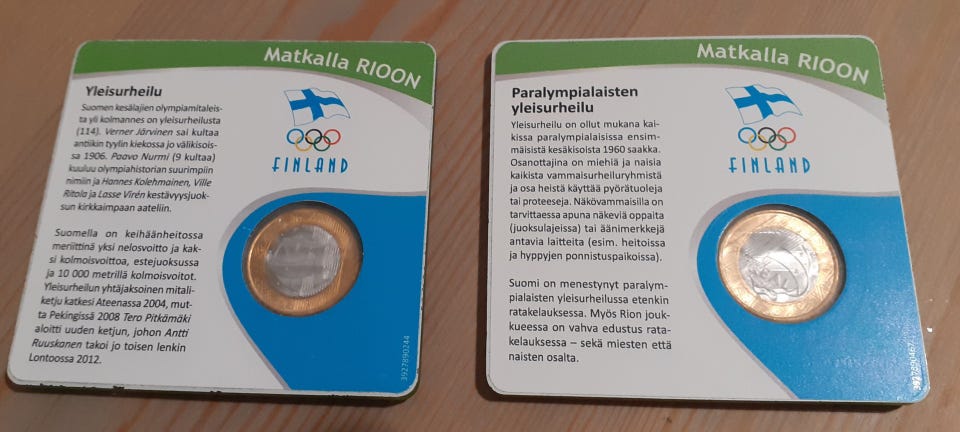 Matkalla RIOON
Yleisurheilu
Suomen kesälajien olympiamitaleis-
ta yli kolmannes on yleisurheilusta
(114). Verner Järvinen sai kultaa
antiikin tyylin kiekossa jo välikisois-
sa 1906. Paavo Nurmi (9 kultaa)
kuuluu olympiahistorian suurimpiin
nimiin ja Hannes Kolehmainen, Ville
Ritola ja Lasse Virén kestävyysjuok-
sun kirkkaimpaan aateliin.
Suomella on keihäänheitossa
meriittinä yksi nelosvoitto ja kak-
si kolmoisvoittoa, estejuoksussa
ja 10 000 metrillä kolmoisvoitot.
Yleisurheilun yhtäjaksoinen mitali-
ketju katkesi Ateenassa 2004, mut-
ta Pekingissä 2008 Tero Pitkämäki
aloitti uuden ketjun, johon Antti
Ruuskanen takoi jo toisen lenkin
Lontoossa 2012.
FINLAND
3927890244
Matkalla RIOON
Paralympialaisten
yleisurheilu
Yleisurheilu on ollut mukana kai-
kissa paralympialaisissa ensim-
mäisistä kesäkisoista 1960 saakka.
Osanottajina on miehiä ja naisia
kaikista vammaisurheiluryhmistä
ja osa heistä käyttää pyörätuoleja
tai proteeseja. Näkövammaisilla on
tarvittaessa apuna näkeviä oppaita
(juoksulajeissa) tai äänimerkkejä
antavia laitteita (esim. heitoissa
ja hyppyjen ponnistuspaikoissa).
Suomi on menestynyt paralym-
pialaisten yleisurheilussa etenkin
ratakelauksessa. Myös Rion jouk-
kueessa on vahva edustus rata-
kelauksessa – sekä miesten että
naisten osalta.
FINLAND